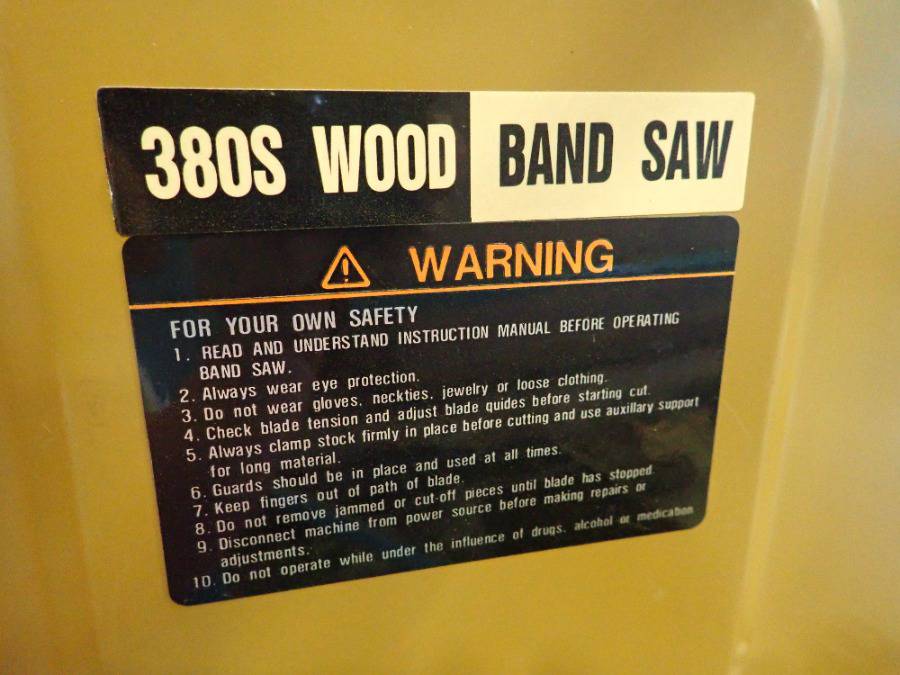 380S WOOD BAND SAW
WARNING
FOR YOUR OWN SAFETY
1. READ AND UNDERSTAND INSTRUCTION MANUAL BEFORE OPERATING
BAND SAW.
2. Always wear eye protection.
3. Do not wear gloves, neckties, jewelry or loose clothing.
4. Check blade tension and adjust blade quides before starting cut.
5. Always clamp stock firmly in place before cutting and use auxillary support
for long material.
6. Guards should be in place and used at all times.
7. Keep fingers out of path of blade.
8. Do not remove jammed or cut-off pieces until blade has stopped.
9. Disconnect machine from power source before making repairs or
adjustments.
10. Do not operate while under the influence of drugs, alcohol or medication